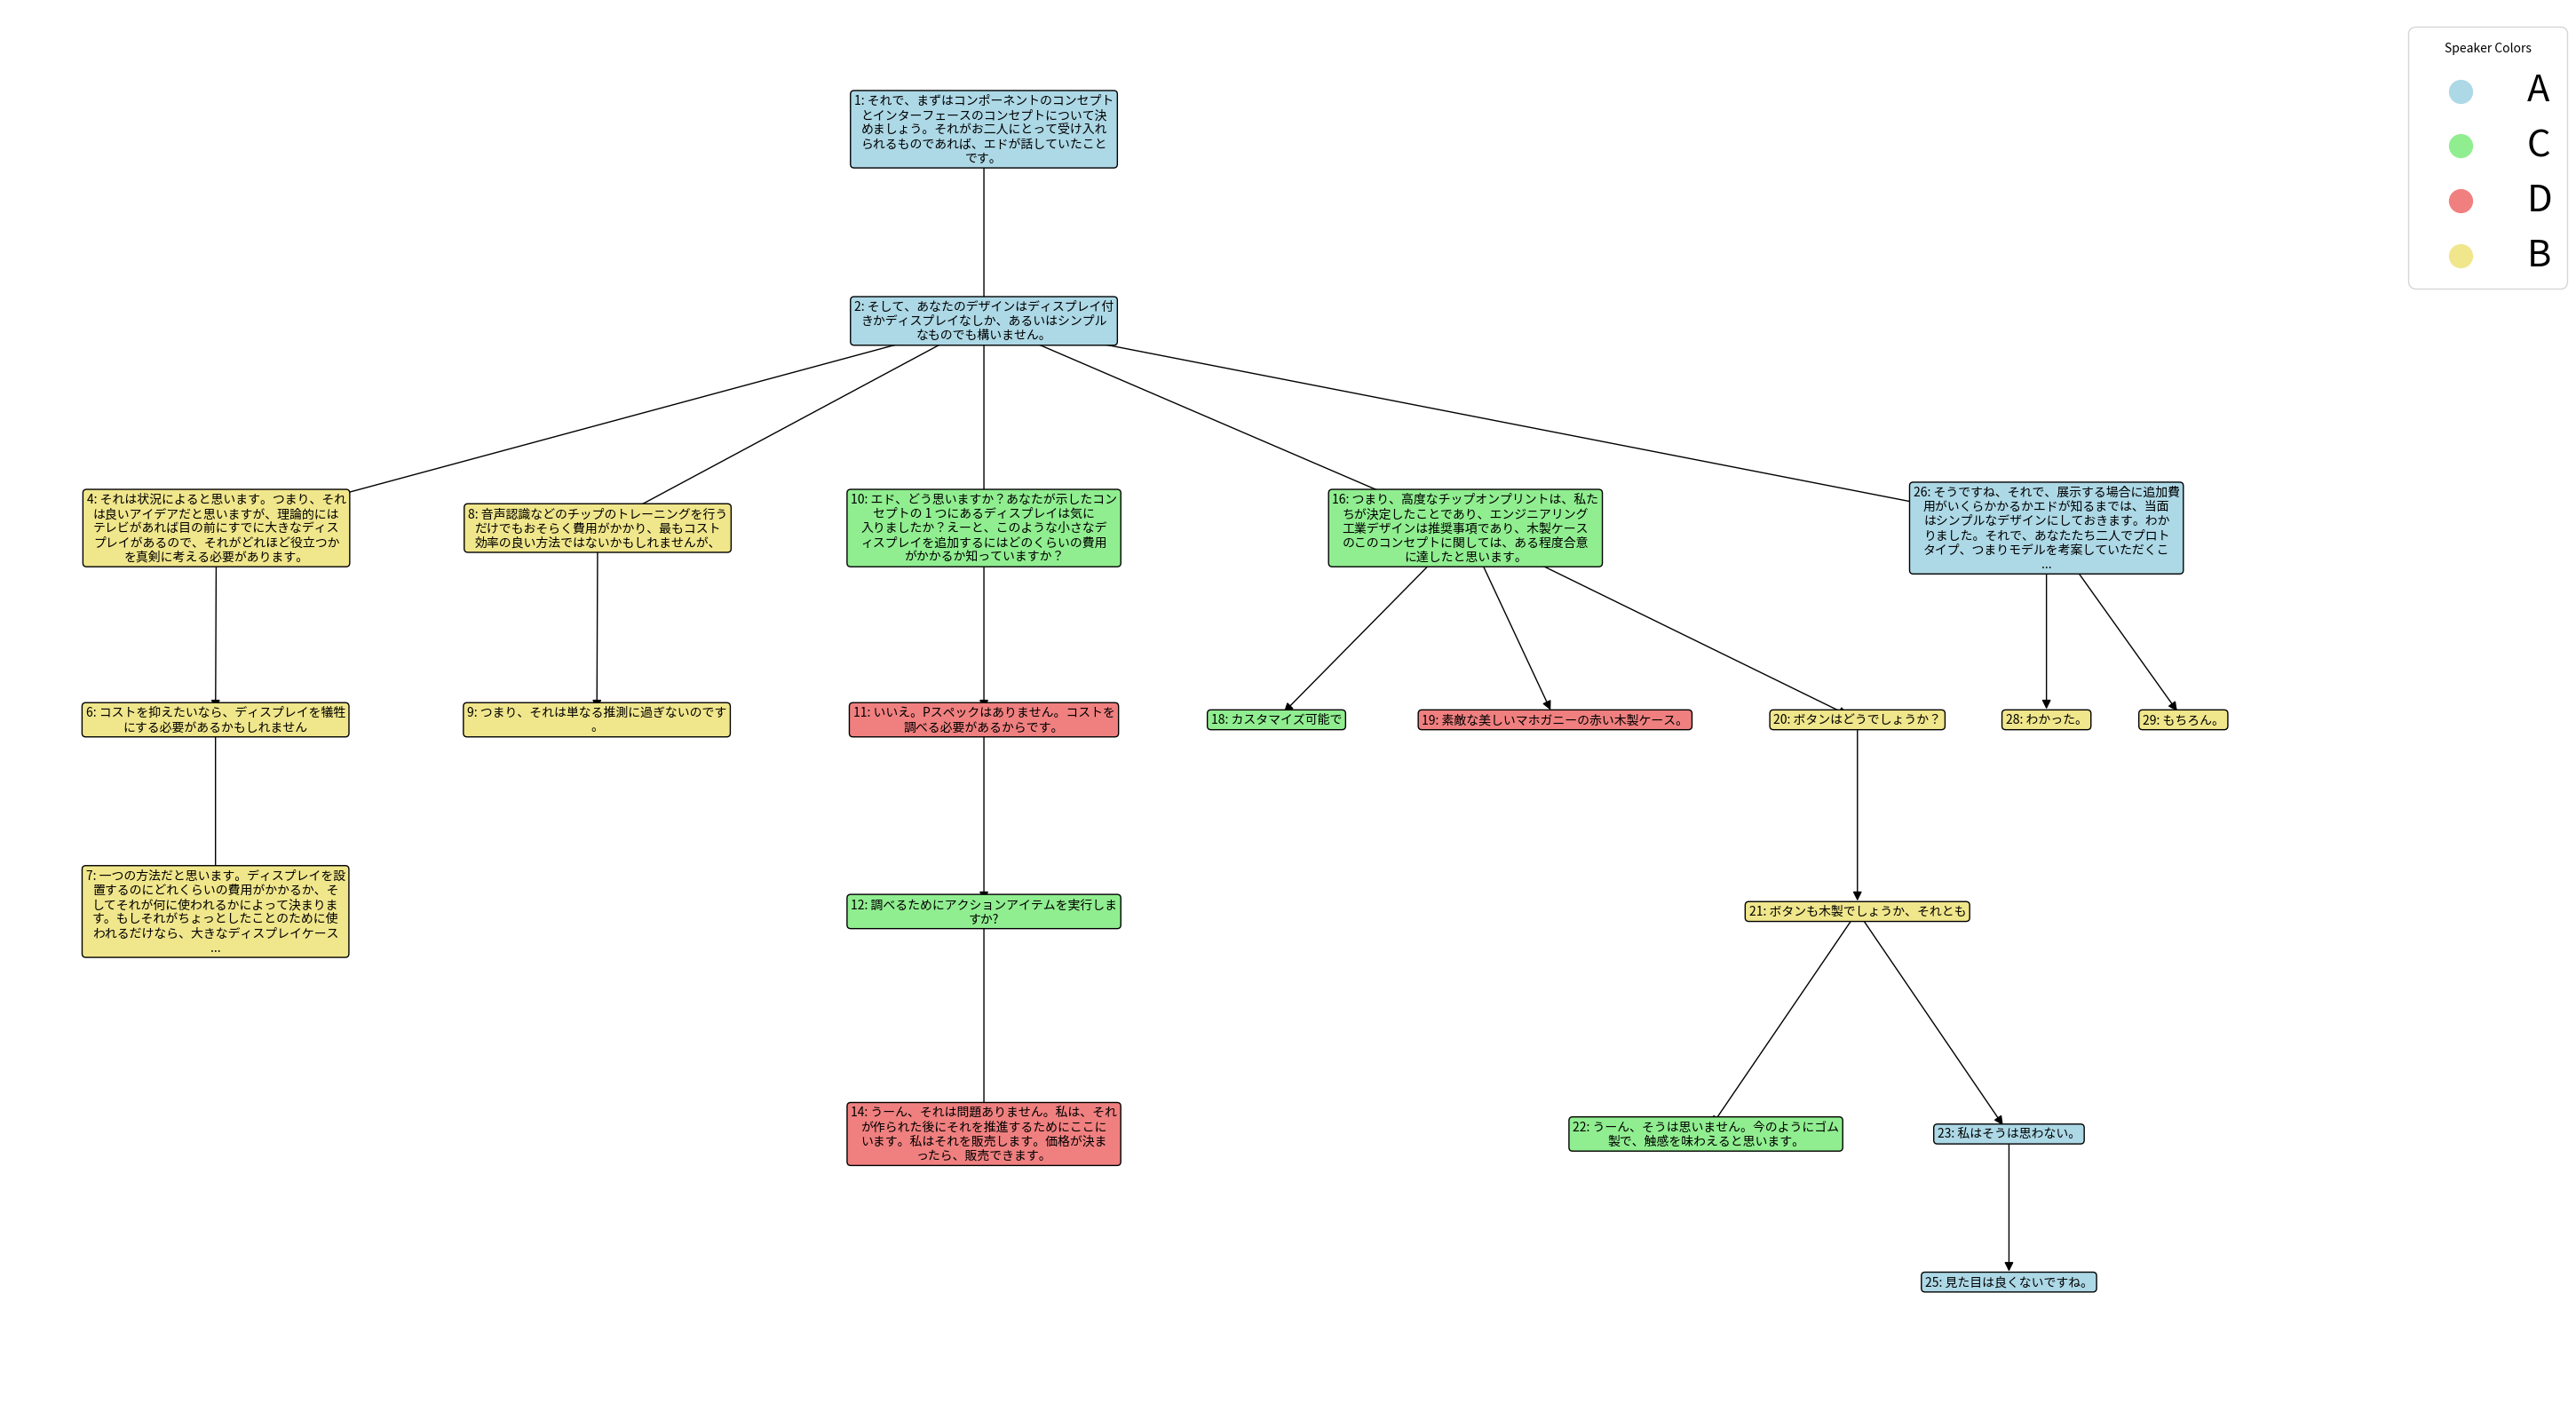 Speaker Colors
A
C
D
B
1: それで、まずはコンポーネントのコンセプト
とインターフェースのコンセプトについて決
めましょう。それがお二人にとって受け入れ
られるものであれば、エドが話していたこと
です。
2: そして、あなたのデザインはディスプレイ付
きかディスプレイなしか、あるいはシンプル
なものでも構いません。
4: それは状況によると思います。つまり、それ
は良いアイデアだと思いますが、理論的には
テレビがあれば目の前にすでに大きなディス
プレイがあるので、それがどれほど役立つか
を真剣に考える必要があります。
8: 音声認識などのチップのトレーニングを行う
だけでもおそらく費用がかかり、最もコスト
効率の良い方法ではないかもしれませんが、
10: エド、どう思いますか？あなたが示したコン
セプトの 1 つにあるディスプレイは気に
入りましたか？えーと、このような小さなデ
ィスプレイを追加するにはどのくらいの費用
がかかるか知っていますか？
16: つまり、高度なチップオンプリントは、私た
ちが決定したことであり、エンジニアリング
工業デザインは推奨事項であり、木製ケース
のこのコンセプトに関しては、ある程度合意
に達したと思います。
26: そうですね、それで、展示する場合に追加費
用がいくらかかるかエドが知るまでは、当面
はシンプルなデザインにしておきます。わか
りました。それで、あなたたち二人でプロト
タイプ、つまりモデルを考案していただくこ
...
6: コストを抑えたいなら、ディスプレイを犠牲
にする必要があるかもしれません
9: つまり、それは単なる推測に過ぎないのです
。
11: いいえ。Pスペックはありません。コストを
調べる必要があるからです。
18: カスタマイズ可能で
19: 素敵な美しいマホガニーの赤い木製ケース。
20: ボタンはどうでしょうか？
28: わかった。
29: もちろん。
7: 一つの方法だと思います。ディスプレイを設
置するのにどれくらいの費用がかかるか、そ
してそれが何に使われるかによって決まりま
す。もしそれがちょっとしたことのために使
われるだけなら、大きなディスプレイケース
...
12: 調べるためにアクションアイテムを実行しま
すか?
21: ボタンも木製でしょうか、それとも
14: うーん、それは問題ありません。私は、それ
が作られた後にそれを推進するためにここに
います。私はそれを販売します。価格が決ま
ったら、販売できます。
22: うーん、そうは思いません。今のようにゴム
製で、触感を味わえると思います。
23: 私はそうは思わない。
25: 見た目は良くないですね。